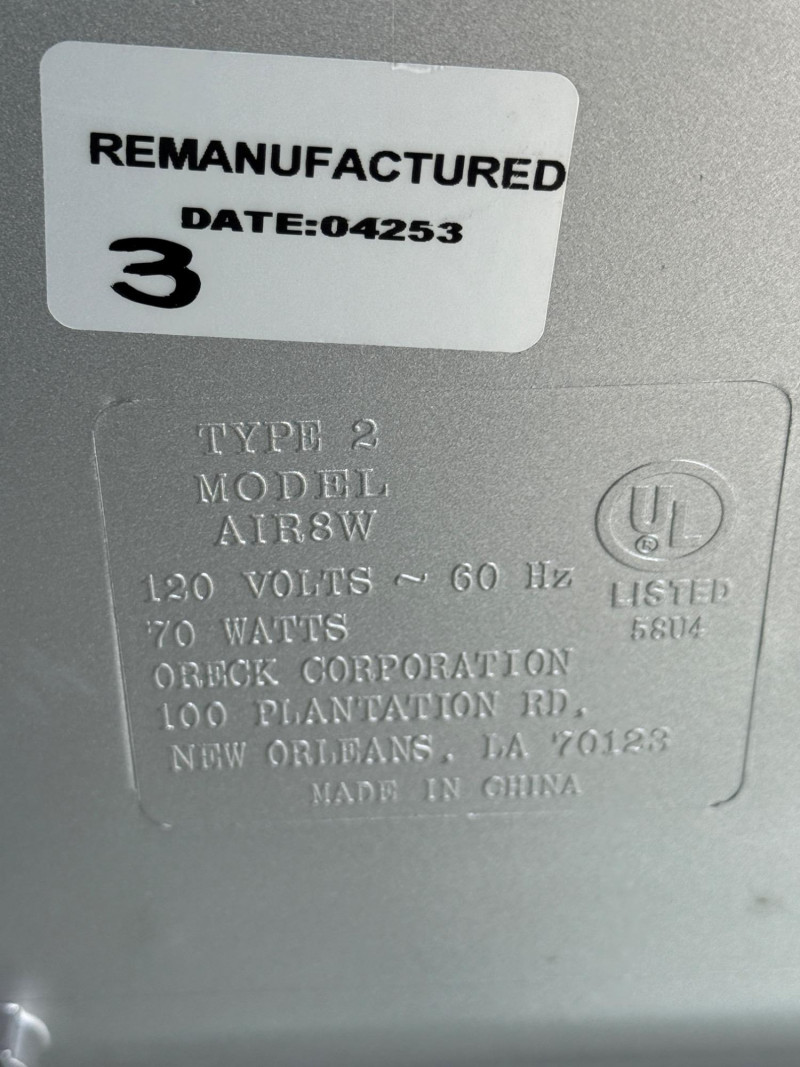 REMANUFACTURED
DATE:04253
3
TYPE 2
MODEL
AIR8W
120 VOLTS ~ 60 Hz
70 WATTS
ORECK CORPORATION
100 PLANTATION RD.
NEW ORLEANS, LA 70123
MADE IN CHINA
UL
®
LISTED
58U4